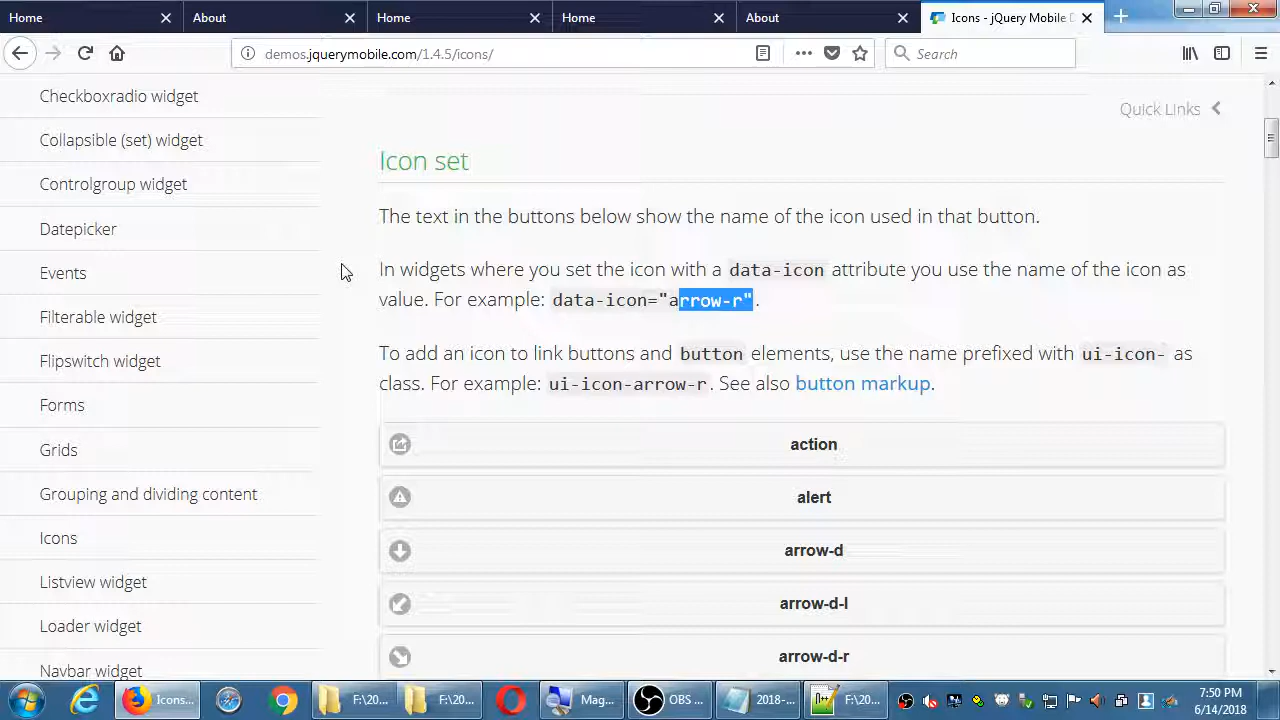 Home
About
Home
Home
About
Icons - jQuery Mobile D
demos.jquerymobile.com/1.4.5/icons/
Search
Checkboxradio widget
Collapsible (set) widget
Controlgroup widget
Datepicker
Events
Filterable widget
Flipswitch widget
Forms
Grids
Grouping and dividing content
Icons
Listview widget
Loader widget
Navbar widget
Quick Links
Icon set
The text in the buttons below show the name of the icon used in that button.
In widgets where you set the icon with a data-icon attribute you use the name of the icon as
value. For example: data-icon="arrow-r".
To add an icon to link buttons and button elements, use the name prefixed with ui-icon- as
class. For example: ui-icon-arrow-r. See also button markup.
action
alert
arrow-d
arrow-d-l
arrow-d-r
Icons...
F:\20...
F:\20...
Mag...
OBS ...
2018-...
F:\20...
7:50 PM
6/14/2018